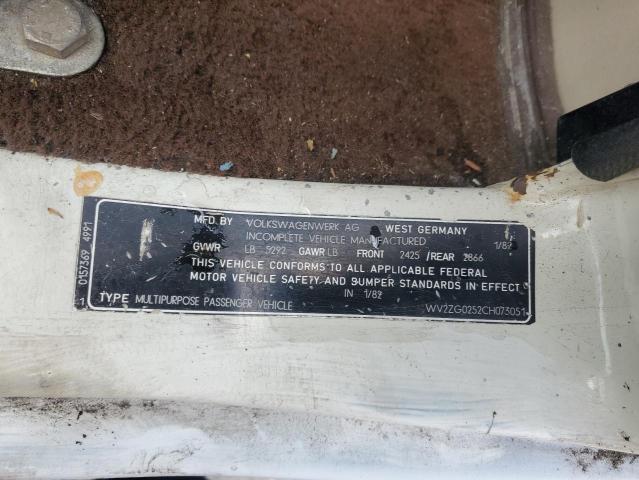 MFD. BY VOLKSWAGENWERK AG WEST GERMANY
INCOMPLETE VEHICLE MANUFACTURED 1/82
GVWR LB 5292 GAWR LB FRONT 2425 /REAR 2866
THIS VEHICLE CONFORMS TO ALL APPLICABLE FEDERAL
MOTOR VEHICLE SAFETY AND BUMPER STANDARDS IN EFFECT
IN 1/82
TYPE MULTIPURPOSE PASSENGER VEHICLE WV2ZG0252CH073051
1 0157369 4991